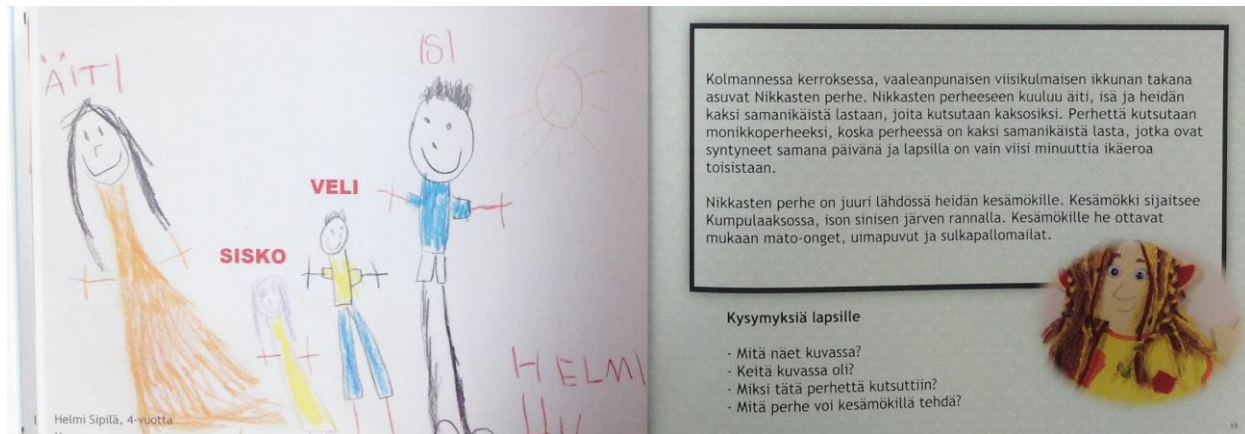 ÄITI
ISI
VELI
SISKO
HELMI
Helmi Sipilä, 4-vuotta
Kolmannessa kerroksessa, vaaleanpunaisen viisikulmaisen ikkunan takana
asuvat Nikkasten perhe. Nikkasten perheeseen kuuluu äiti, isä ja heidän
kaksi samanikäistä lastaan, joita kutsutaan kaksosiksi. Perhettä kutsutaan
monikkoperheeksi, koska perheessä on kaksi samanikäistä lasta, jotka ovat
syntyneet samana päivänä ja lapsilla on vain viisi minuuttia ikäeroa
toisistaan.
Nikkasten perhe on juuri lähdössä heidän kesämökille. Kesämökki sijaitsee
Kumpulaaksossa, ison sinisen järven rannalla. Kesämökille he ottavat
mukaan mato-onget, uimapuvut ja sulkapallomailat.
Kysymyksiä lapsille
- Mitä näet kuvassa?
- Keitä kuvassa oli?
- Miksi tätä perhettä kutsuttiin?
- Mitä perhe voi kesämökillä tehdä?
15